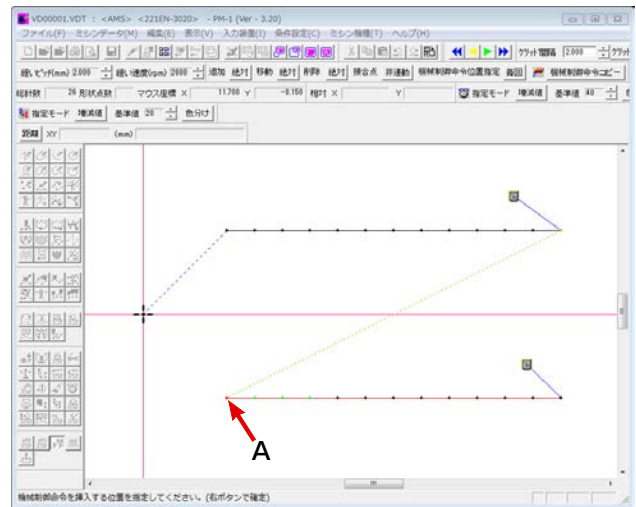 VD00001.VDT : <AMS> <221EN-3020> - PM-1 (Ver - 3.20)
ファイル(F) ミシンデータ(M) 編集(E) 表示(V) 入力装置(I) 条件設定(C) ミシン機種(T) ヘルプ(H)
グリッド間隔 2.000
縫いピッチ(mm) 2.000 縫い速度(rpm) 2000 追加 絶対 移動 絶対 削除 絶対 接合点 非連動 機械制御命令位置指定 毎回 機械制御命令コピー
総針数 26 形状点数 マウス座標 X 11.700 Y -0.150 相対 X Y 指定モード 増減値 基準値 40
指定モード 増減値 基準値 20 色分け
距離 XY (mm)
A
機械制御命令を挿入する位置を指定してください。(右ボタンで確定)